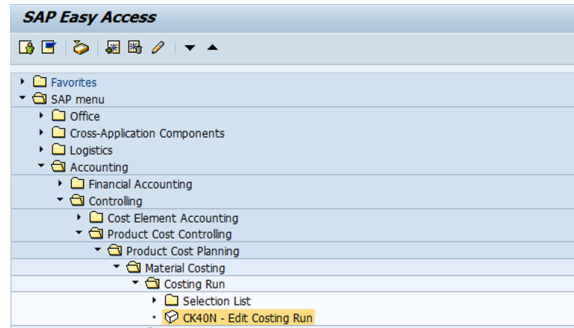 SAP Easy Access
Favorites
SAP menu
Office
Cross-Application Components
Logistics
Accounting
Financial Accounting
Controlling
Cost Element Accounting
Product Cost Controlling
Product Cost Planning
Material Costing
Costing Run
Selection List
CK40N - Edit Costing Run